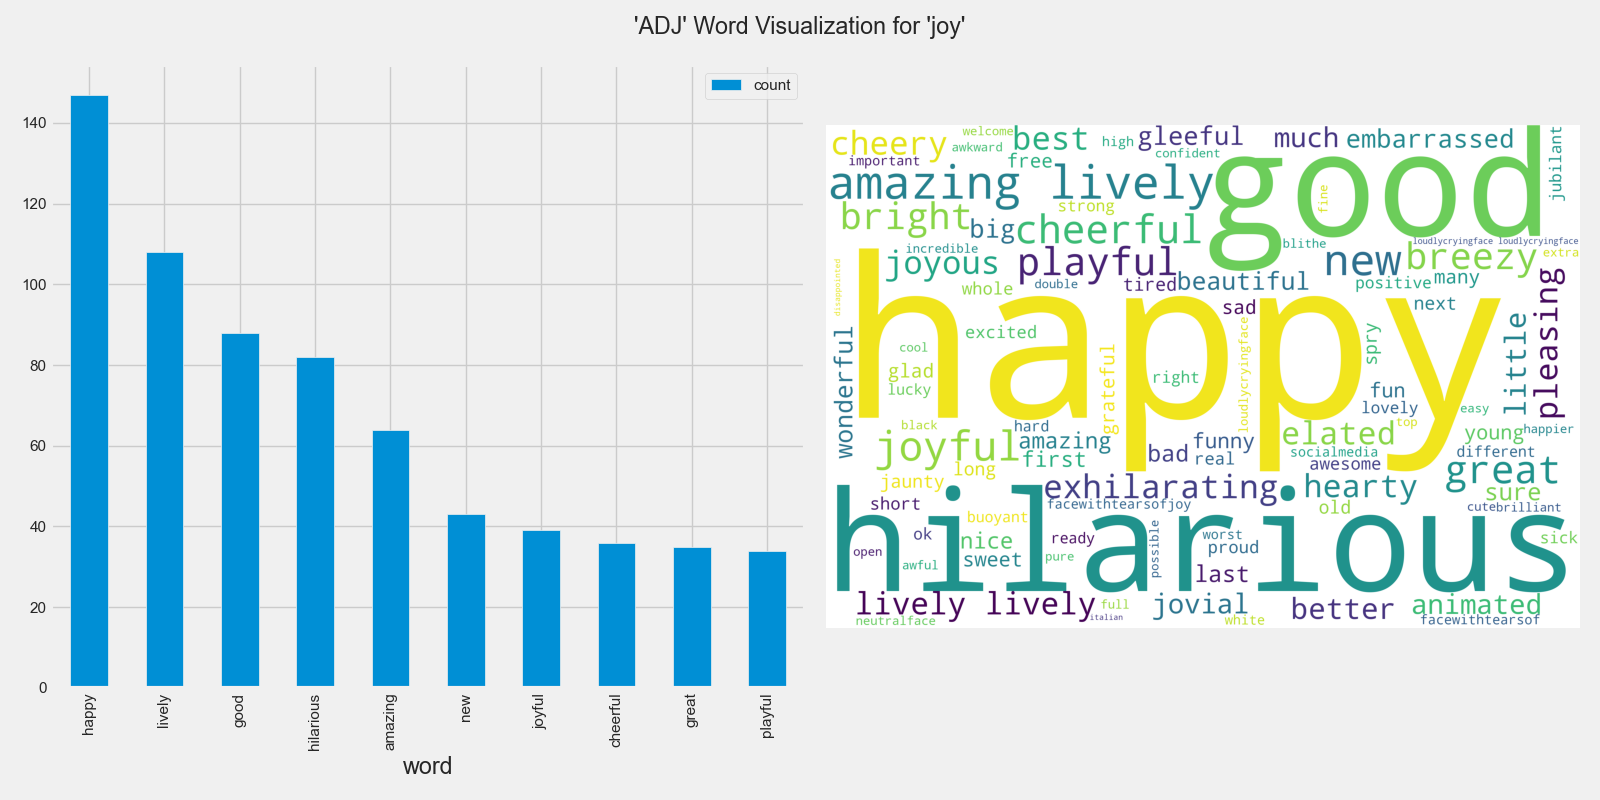 'ADJ' Word Visualization for 'joy'
count
140
120
100
80
60
40
20
0
happy
lively
good
hilarious
amazing
new
joyful
cheerful
great
playful
word
cheery
welcome
awkward
important
best
free
high
gleeful
confident
much
embarrassed
jubilant
good
fine
amazing lively
bright
strong
big
cheerful
blithe
loudlycryingface loudlycryingface
incredible
joyous
playful
new
breezy
extra
disappointed
whole
double
tired
beautiful
positive
many
pleasing
happy
sad
next
excited
wonderful
cool
glad
lucky
grateful
loudlycryingface
right
spry
little
fun
lovely
easy
top
black
hard
joyful
amazing
first
bad
funny
real
elated
socialmedia
awesome
young
happier
different
great
long
jaunty
exhilarating
hearty
sure
short
facewithtearsofjoy
old
cute
brilliant
hilarious
buoyant
ok
nice
ready
possible
worst
proud
sick
open
awful
sweet
pure
last
lively lively
full
italian
jovial
better
animated
neutralface
white
facewithtearsof